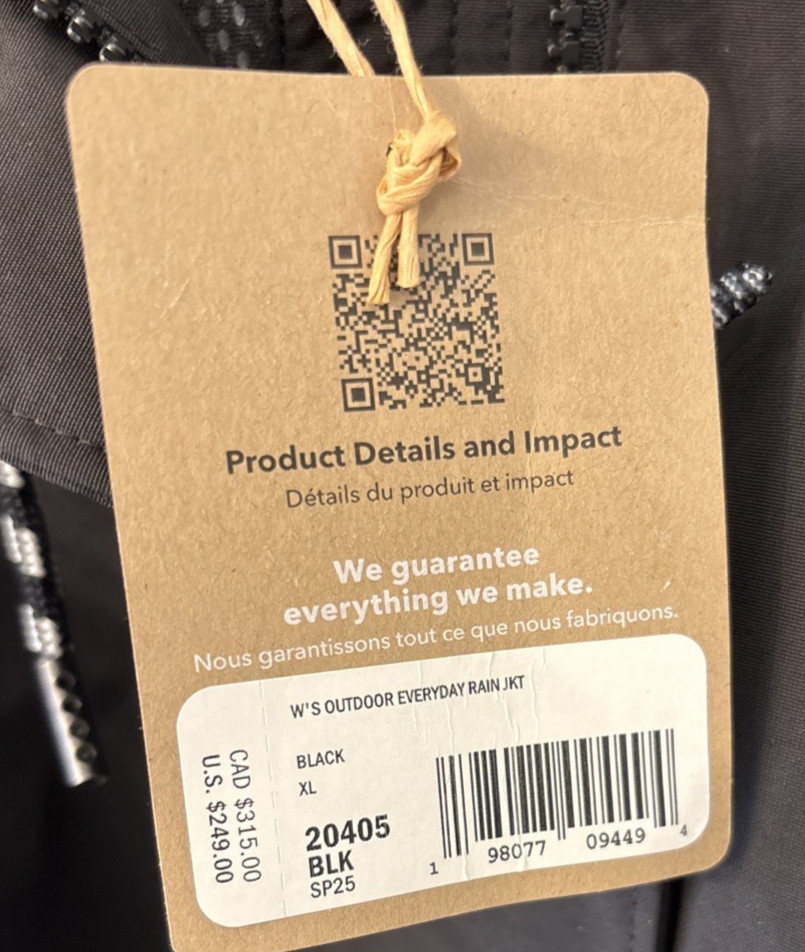 Product Details and Impact
Détails du produit et impact
We guarantee
everything we make.
Nous garantissons tout ce que nous fabriquons.
W'S OUTDOOR EVERYDAY RAIN JKT
BLACK
XL
20405
BLK
SP25
CAD $315.00
U.S. $249.00
1 98077 09449 4